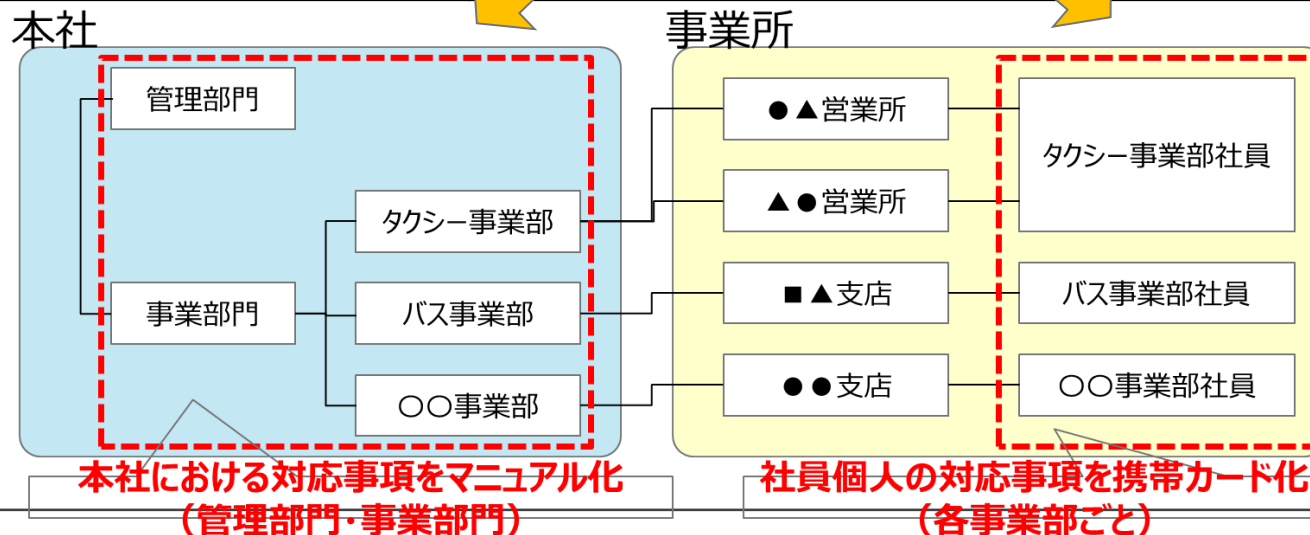 本社
事業所
管理部門
事業部門
タクシー事業部
バス事業部
〇〇事業部
●▲営業所
▲●営業所
■▲支店
●●支店
タクシー事業部社員
バス事業部社員
〇〇事業部社員
本社における対応事項をマニュアル化
（管理部門・事業部門）
社員個人の対応事項を携帯カード化
（各事業部ごと）